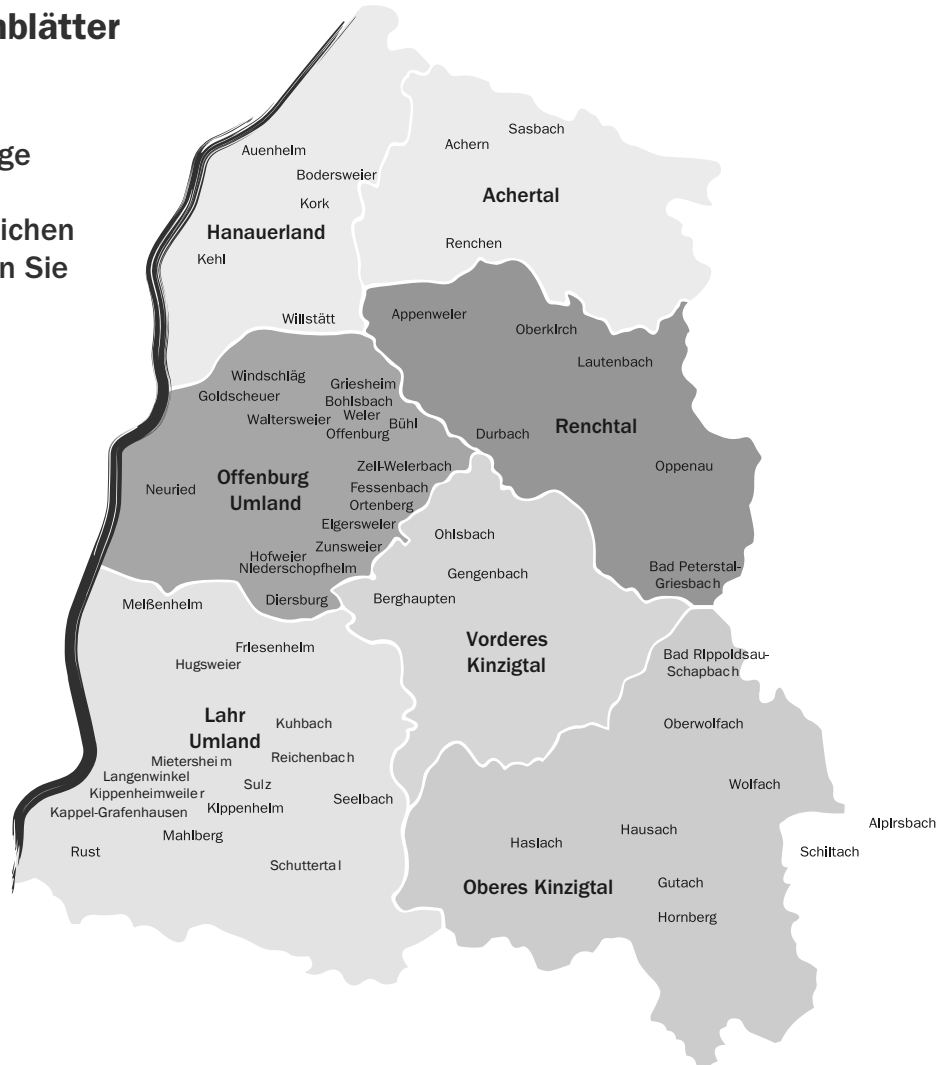 nblätter
ge
ichen
n Sie
Sasbach
Achern
Auenheim
Bodersweier
Achertal
Kork
Hanauerland
Renchen
Kehl
Willstätt
Appenweier
Oberkirch
Lautenbach
Windschläg
Griesheim
Goldscheuer
Bohlsbach
Weier
Waltersweier
Bühl
Offenburg
Durbach
Renchtal
Zell-Weierbach
Oppenau
Offenburg
Umland
Neuried
Fessenbach
Ortenberg
Elgersweier
Ohlsbach
Zunsweier
Hofweier
Niederschopfheim
Gengenbach
Bad Peterstal-
Griesbach
Diersburg
Berghaupten
Meißenheim
Vorderes
Kinzigtal
Friesenheim
Hugsweier
Bad Rippoldsau-
Schapbach
Lahr
Umland
Kuhbach
Oberwolfach
Mietersheim
Reichenbach
Langenwinkel
Sulz
Wolfach
Kippenheimweiler
Seelbach
Kappel-Grafenhausen
Kippenheim
Mahlberg
Hausach
Alpirsbach
Haslach
Rust
Schiltach
Schuttertal
Gutach
Oberes Kinzigtal
Hornberg